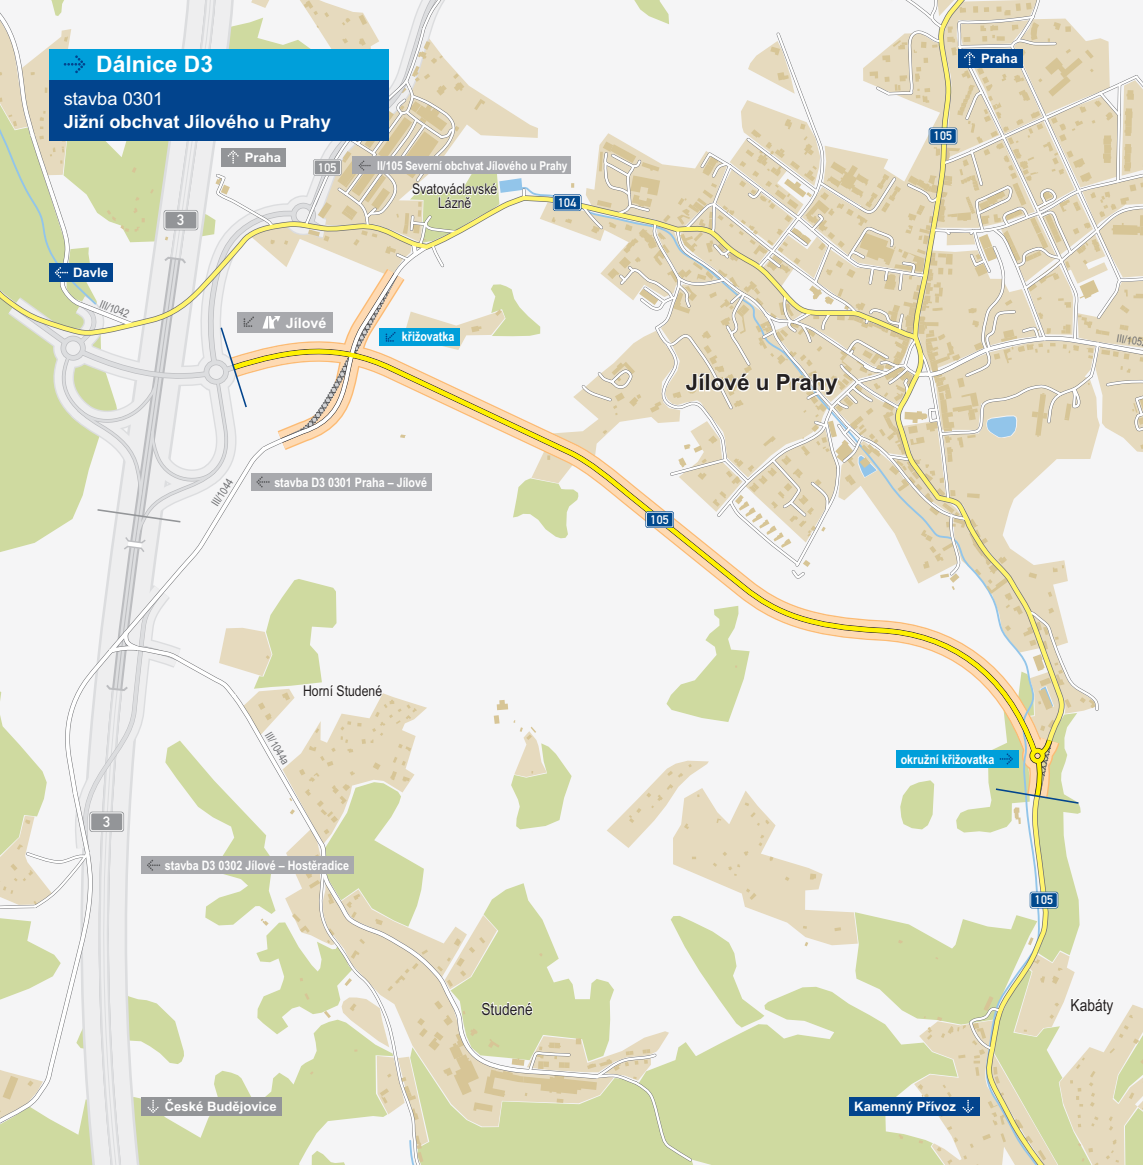 Dálnice D3
stavba 0301
Jižní obchvat Jílového u Prahy
Praha
105
Praha
105
II/105 Severní obchvat Jílového u Prahy
Svatováclavské
Lázně
104
3
Davle
III/1042
Jílové
křižovatka
III/1052
Jílové u Prahy
stavba D3 0301 Praha – Jílové
III/1044
105
Horní Studené
III/1044a
okružní křižovatka
3
stavba D3 0302 Jílové – Hostěradice
105
Studené
Kabáty
České Budějovice
Kamenný Přívoz